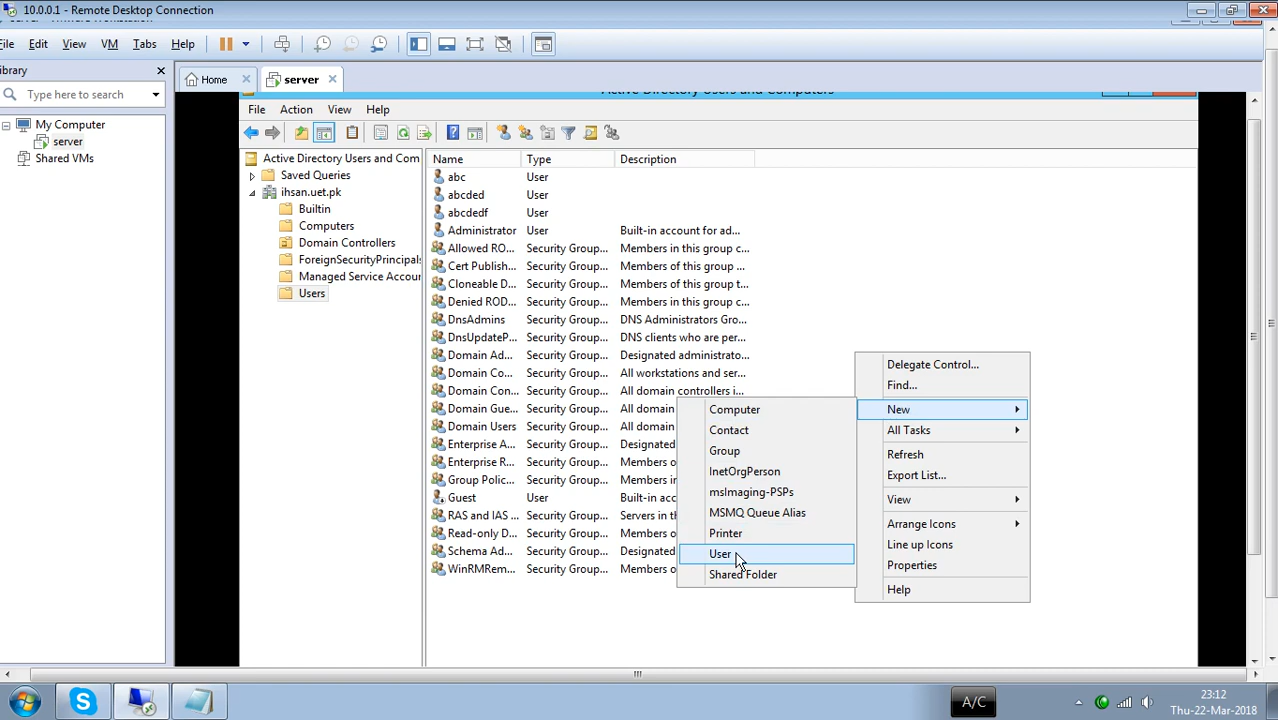 10.0.0.1 - Remote Desktop Connection
File Edit View VM Tabs Help
Library
Home
server
Type here to search
My Computer
server
Shared VMs
Active Directory Users and Computers
File Action View Help
Active Directory Users and Com
Saved Queries
ihsan.uet.pk
Builtin
Computers
Domain Controllers
ForeignSecurityPrincipals
Managed Service Accour
Users
Name Type Description
abc User
abcded User
abcdedf User
Administrator User Built-in account for ad...
Allowed RO... Security Group... Members in this group c...
Cert Publish... Security Group... Members of this group ...
Cloneable D... Security Group... Members of this group t...
Denied ROD... Security Group... Members in this group c...
DnsAdmins Security Group... DNS Administrators Gro...
DnsUpdateP... Security Group... DNS clients who are per...
Domain Ad... Security Group... Designated administrato...
Domain Co... Security Group... All workstations and ser...
Domain Con... Security Group... All domain controllers i...
Domain Gue... Security Group... All domain
Domain Users Security Group... All domain
Enterprise A... Security Group... Designated
Enterprise R... Security Group... Members o
Group Polic... Security Group... Members in
Guest User Built-in acc
RAS and IAS ... Security Group... Servers in th
Read-only D... Security Group... Members o
Schema Ad... Security Group... Designated
WinRMRem... Security Group... Members o
Computer
Contact
Group
InetOrgPerson
msImaging-PSPs
MSMQ Queue Alias
Printer
User
Shared Folder
Delegate Control...
Find...
New
All Tasks
Refresh
Export List...
View
Arrange Icons
Line up Icons
Properties
Help
A/C
23:12
Thu-22-Mar-2018